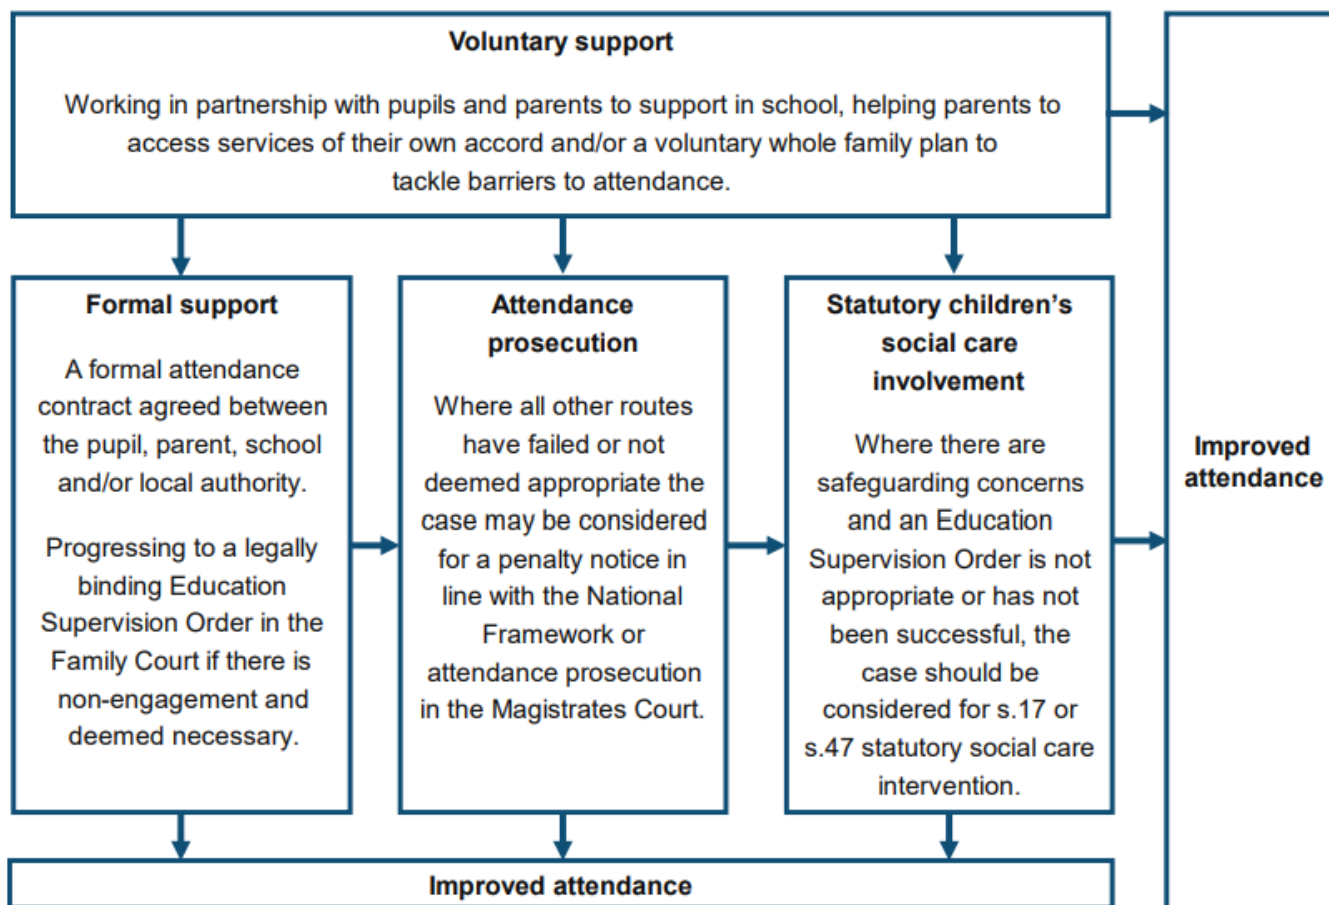 Voluntary support
Working in partnership with pupils and parents to support in school, helping parents to
access services of their own accord and/or a voluntary whole family plan to
tackle barriers to attendance.
Formal support
A formal attendance
contract agreed between
the pupil, parent, school
and/or local authority.
Progressing to a legally
binding Education
Supervision Order in the
Family Court if there is
non-engagement and
deemed necessary.
Attendance
prosecution
Where all other routes
have failed or not
deemed appropriate the
case may be considered
for a penalty notice in
line with the National
Framework or
attendance prosecution
in the Magistrates Court.
Statutory children's
social care
involvement
Where there are
safeguarding concerns
and an Education
Supervision Order is not
appropriate or has not
been successful, the
case should be
considered for s.17 or
s.47 statutory social care
intervention.
Improved
attendance
Improved attendance